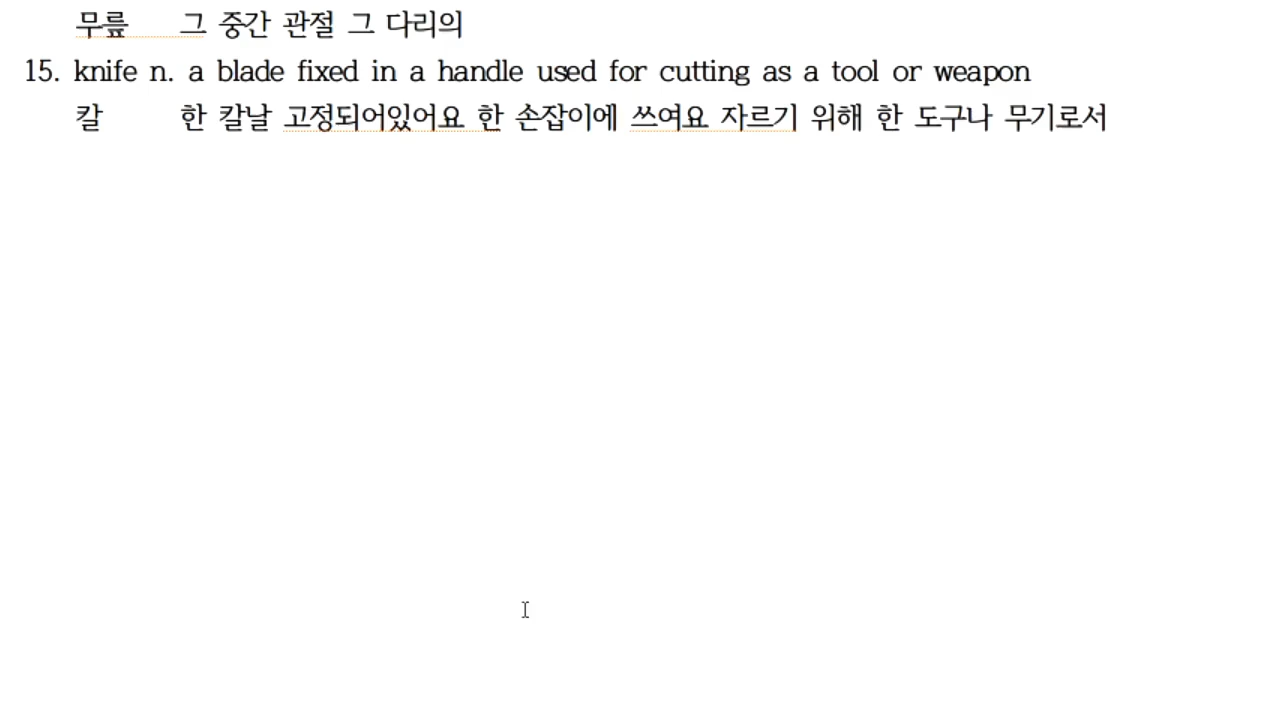 무릎 그 중간 관절 그 다리의
15. knife n. a blade fixed in a handle used for cutting as a tool or weapon
칼 한 칼날 고정되어있어요 한 손잡이에 쓰여요 자르기 위해 한 도구나 무기로서